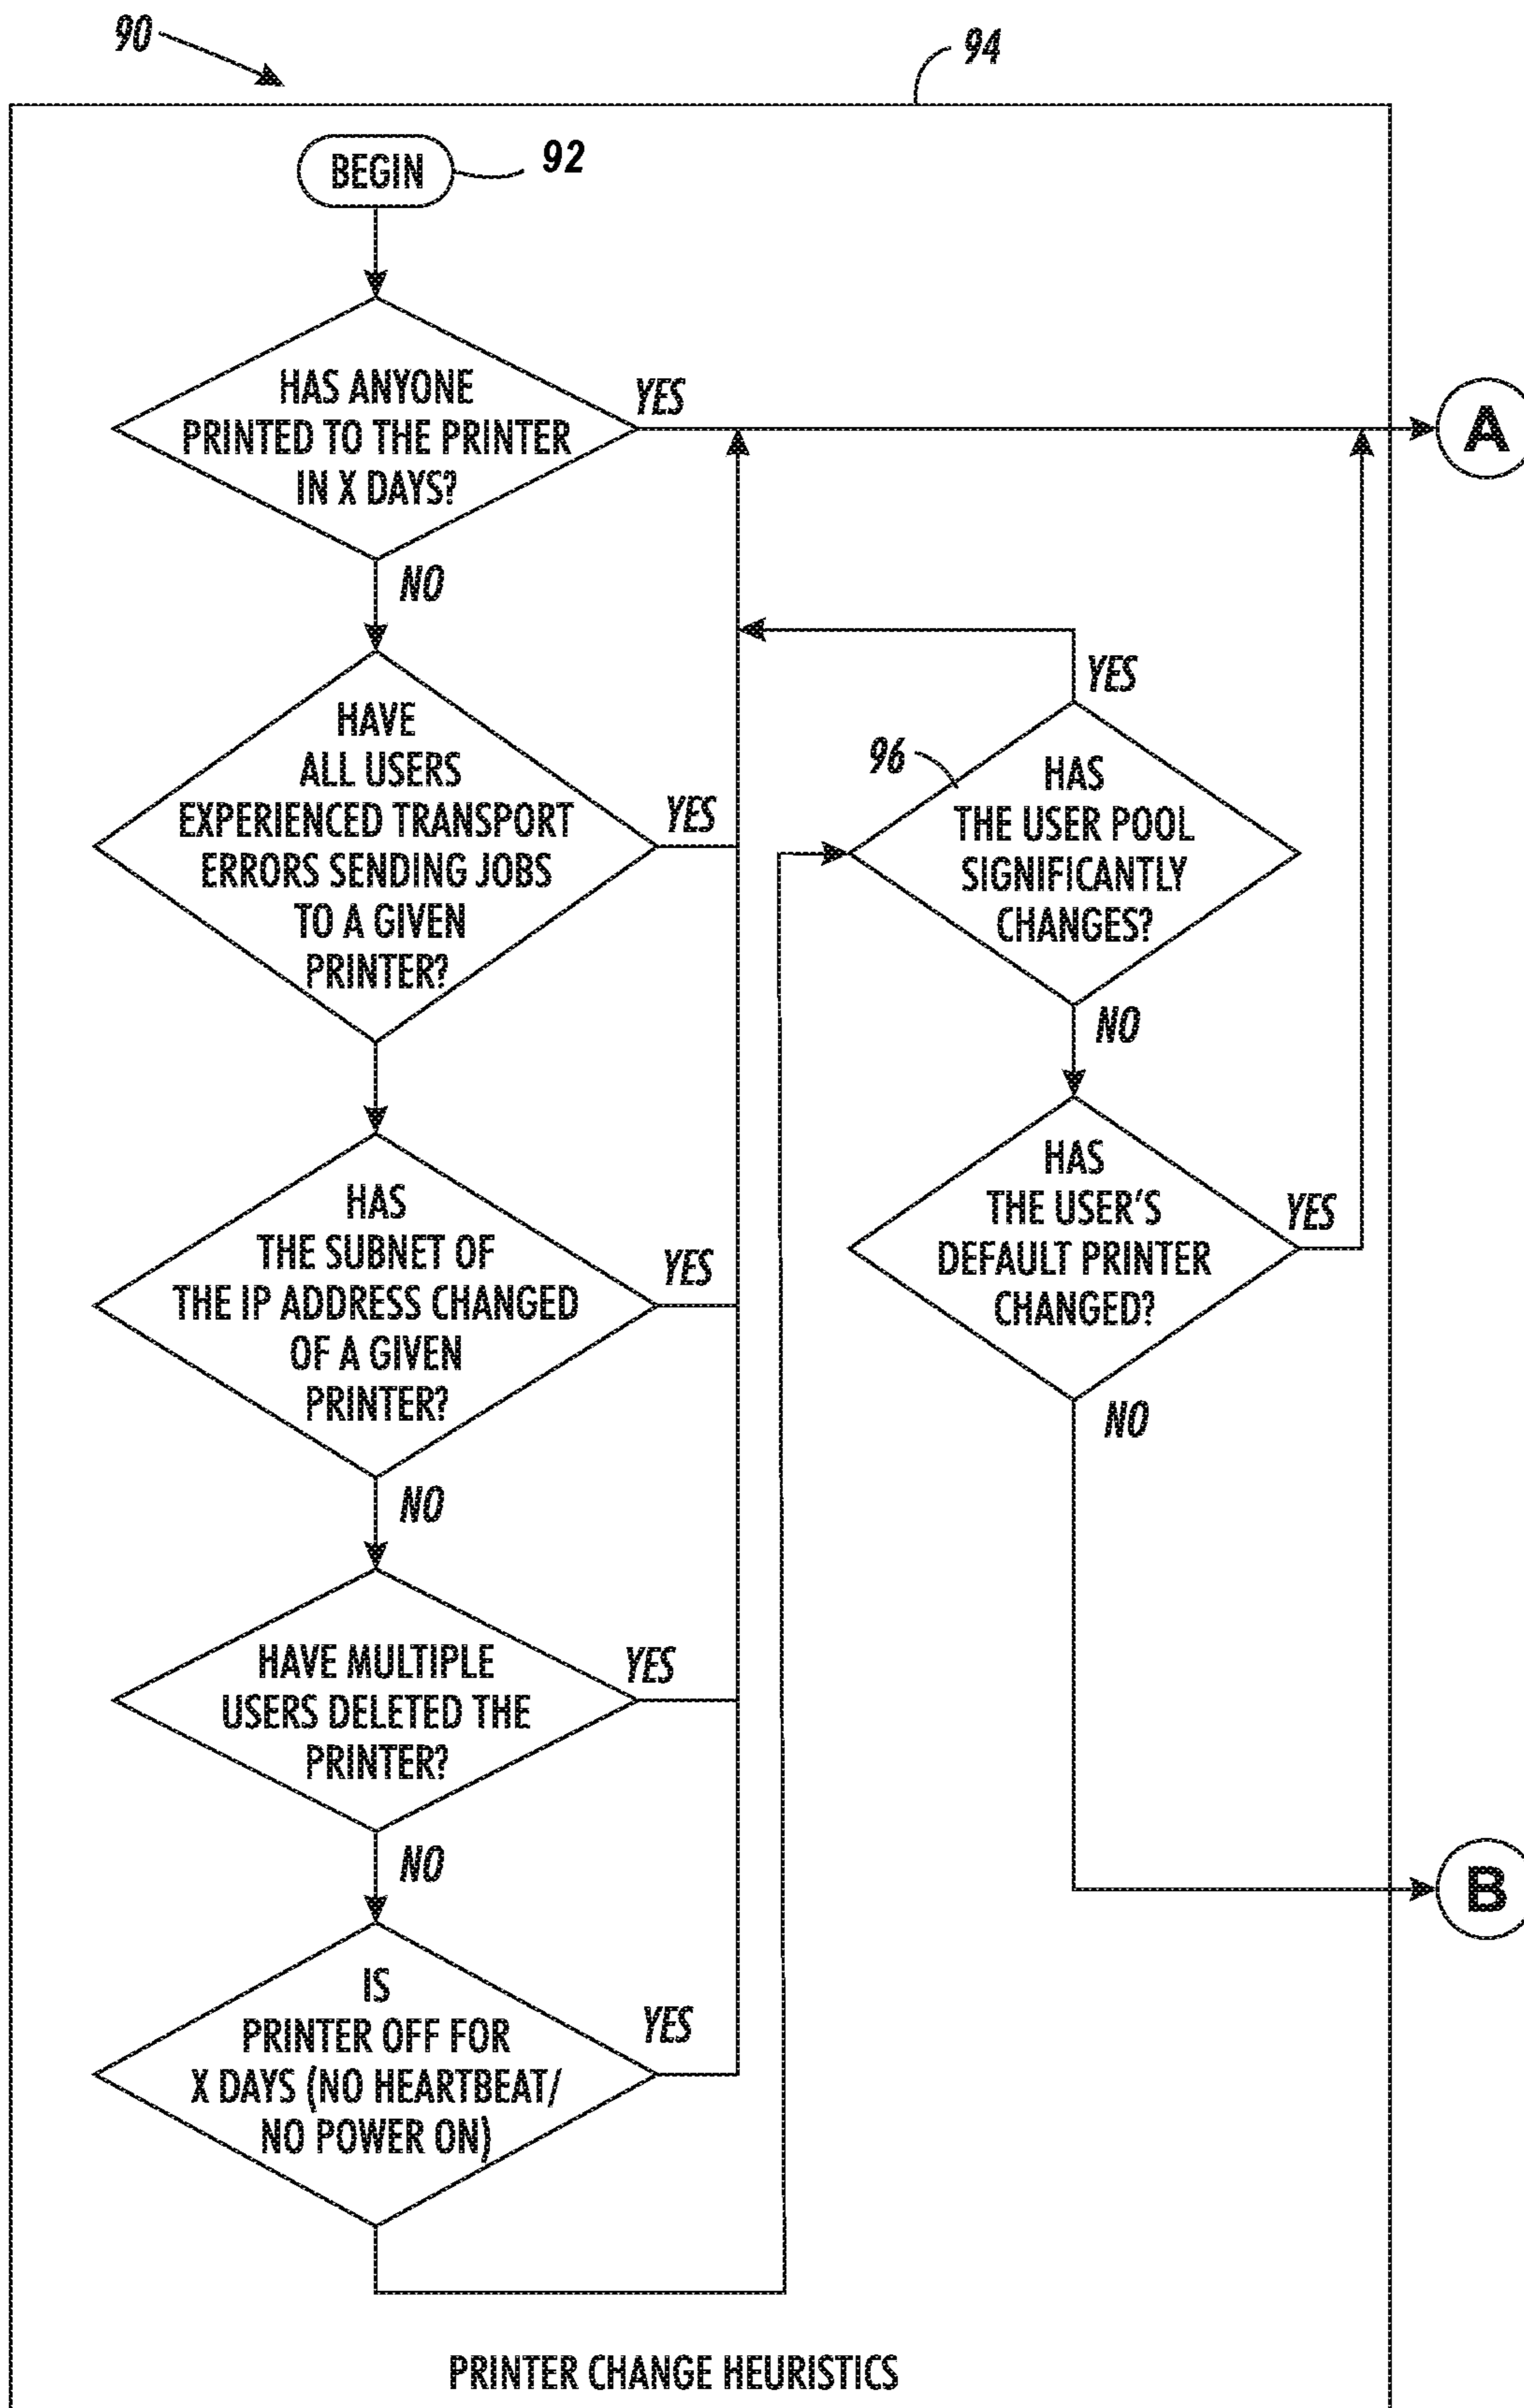 90
94
BEGIN
92
HAS ANYONE
PRINTED TO THE PRINTER
IN X DAYS?
YES
A
NO
HAVE
ALL USERS
EXPERIENCED TRANSPORT
ERRORS SENDING JOBS
TO A GIVEN
PRINTER?
YES
HAS
THE SUBNET OF
THE IP ADDRESS CHANGED
OF A GIVEN
PRINTER?
YES
NO
HAVE MULTIPLE
USERS DELETED THE
PRINTER?
YES
NO
IS
PRINTER OFF FOR
X DAYS (NO HEARTBEAT/
NO POWER ON)
YES
96
HAS
THE USER POOL
SIGNIFICANTLY
CHANGES?
YES
NO
HAS
THE USER'S
DEFAULT PRINTER
CHANGED?
YES
NO
B
PRINTER CHANGE HEURISTICS